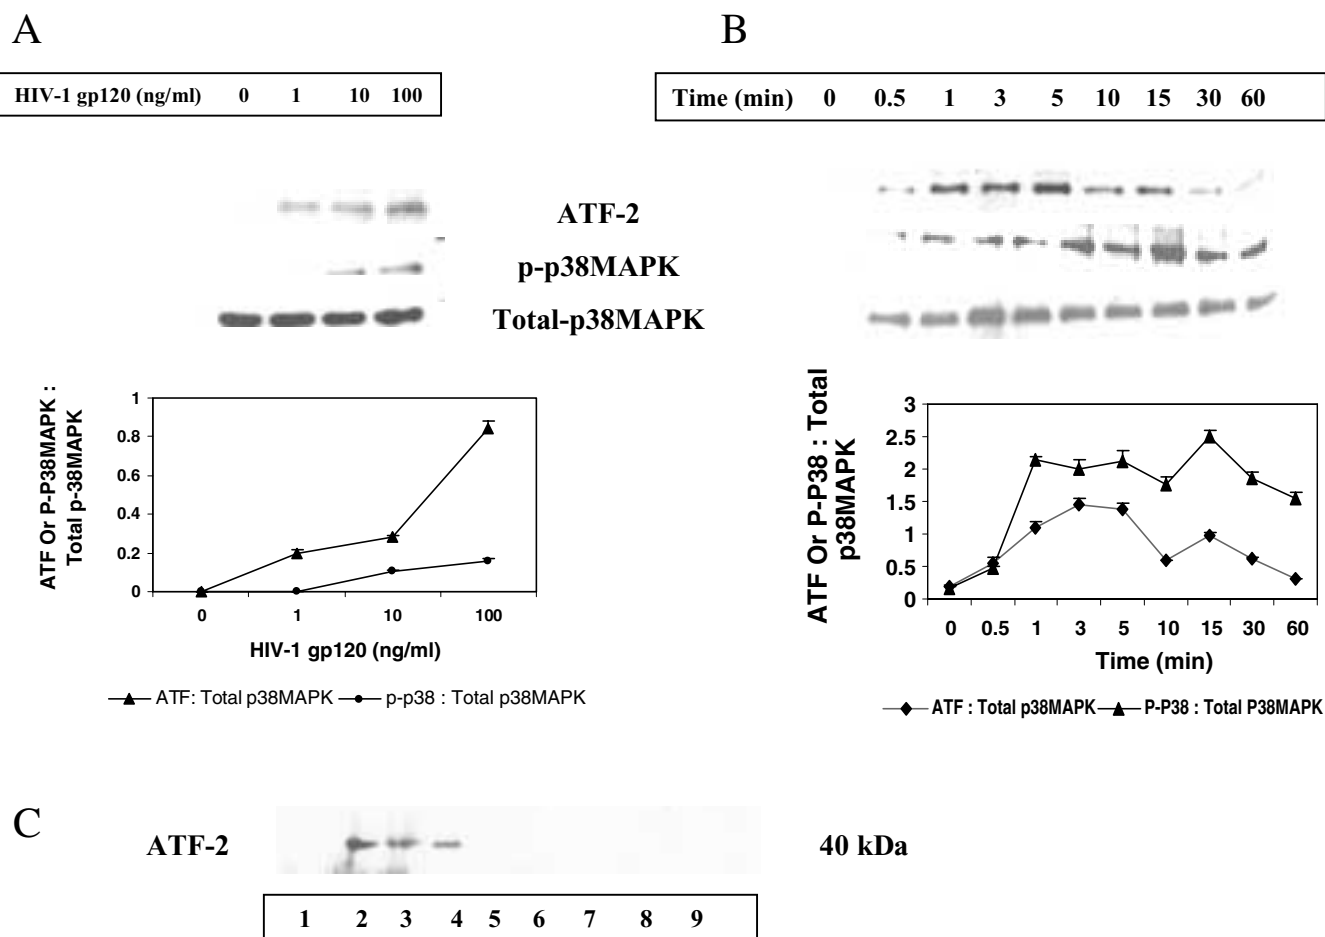 A
B
HIV-1 gp120 (ng/ml) 0 1 10 100
Time (min) 0 0.5 1 3 5 10 15 30 60
ATF-2
p-p38MAPK
Total-p38MAPK
ATF Or P-P38MAPK :
Total p-38MAPK
1
0.8
0.6
0.4
0.2
0
0 1 10 100
HIV-1 gp120 (ng/ml)
ATF: Total p38MAPK p-p38 : Total p38MAPK
ATF Or P-P38 : Total
p38MAPK
3
2.5
2
1.5
1
0.5
0
0 0.5 1 3 5 10 15 30 60
Time (min)
ATF : Total p38MAPK P-P38 : Total P38MAPK
C
ATF-2
40 kDa
1 2 3 4 5 6 7 8 9